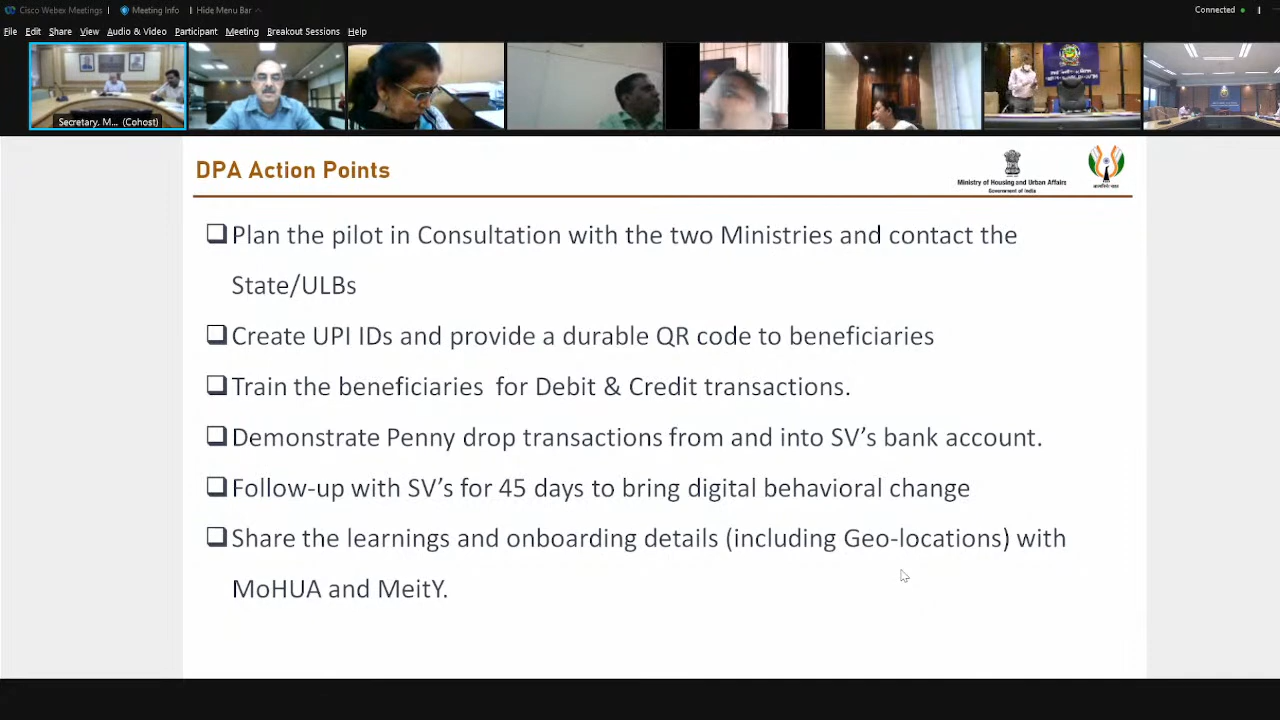 Cisco Webex Meetings
Meeting Info
Hide Menu Bar
Connected
File Edit Share View Audio & Video Participant Meeting Breakout Sessions Help
Secretary. M... (Cohost)
DPA Action Points
Ministry of Housing and Urban Affairs
Government of India
Plan the pilot in Consultation with the two Ministries and contact the
State/ULBs
Create UPI IDs and provide a durable QR code to beneficiaries
Train the beneficiaries for Debit & Credit transactions.
Demonstrate Penny drop transactions from and into SV’s bank account.
Follow-up with SV’s for 45 days to bring digital behavioral change
Share the learnings and onboarding details (including Geo-locations) with
MoHUA and MeitY.